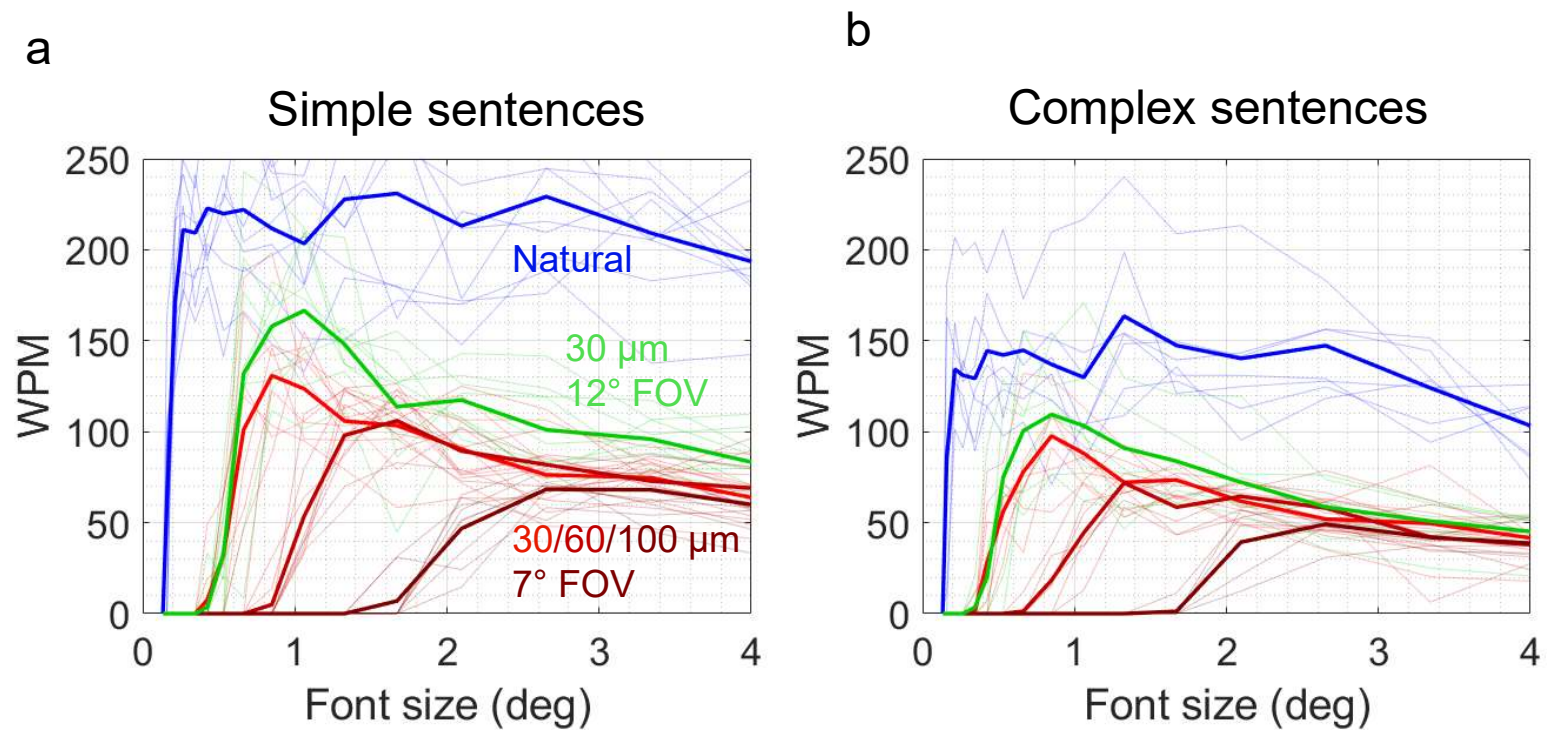 a
Simple sentences
250
200
150
100
50
0
WPM
Natural
30 μm
12° FOV
30/60/100 μm
7° FOV
0 1 2 3 4
Font size (deg)
b
Complex sentences
250
200
150
100
50
0
WPM
0 1 2 3 4
Font size (deg)